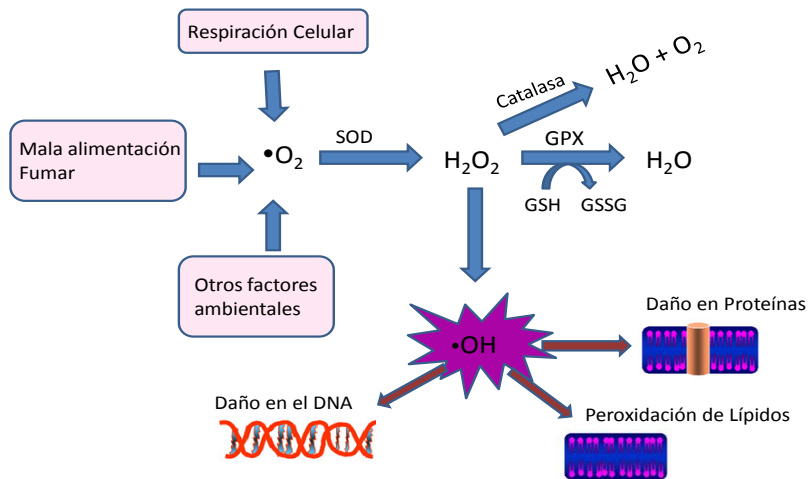 Respiración Celular
Mala alimentación
Fumar
•O₂
SOD
H₂O₂
Catalasa
H₂O + O₂
GPX
H₂O
GSH
GSSG
Otros factores
ambientales
•OH
Daño en Proteínas
Daño en el DNA
Peroxidación de Lípidos